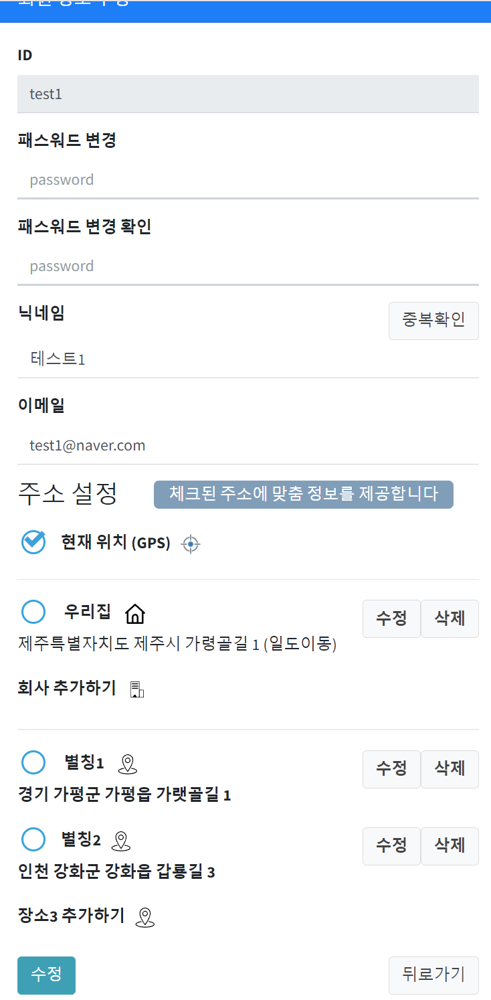 ID
test1
패스워드 변경
password
패스워드 변경 확인
password
닉네임
중복확인
테스트1
이메일
test1@naver.com
주소 설정 체크된 주소에 맞춤 정보를 제공합니다
현재 위치 (GPS)
우리집 수정 삭제
제주특별자치도 제주시 가령골길 1 (일도이동)
회사 추가하기
별칭1 수정 삭제
경기 가평군 가평읍 가랫골길 1
별칭2 수정 삭제
인천 강화군 강화읍 갑룡길 3
장소3 추가하기
수정 뒤로가기